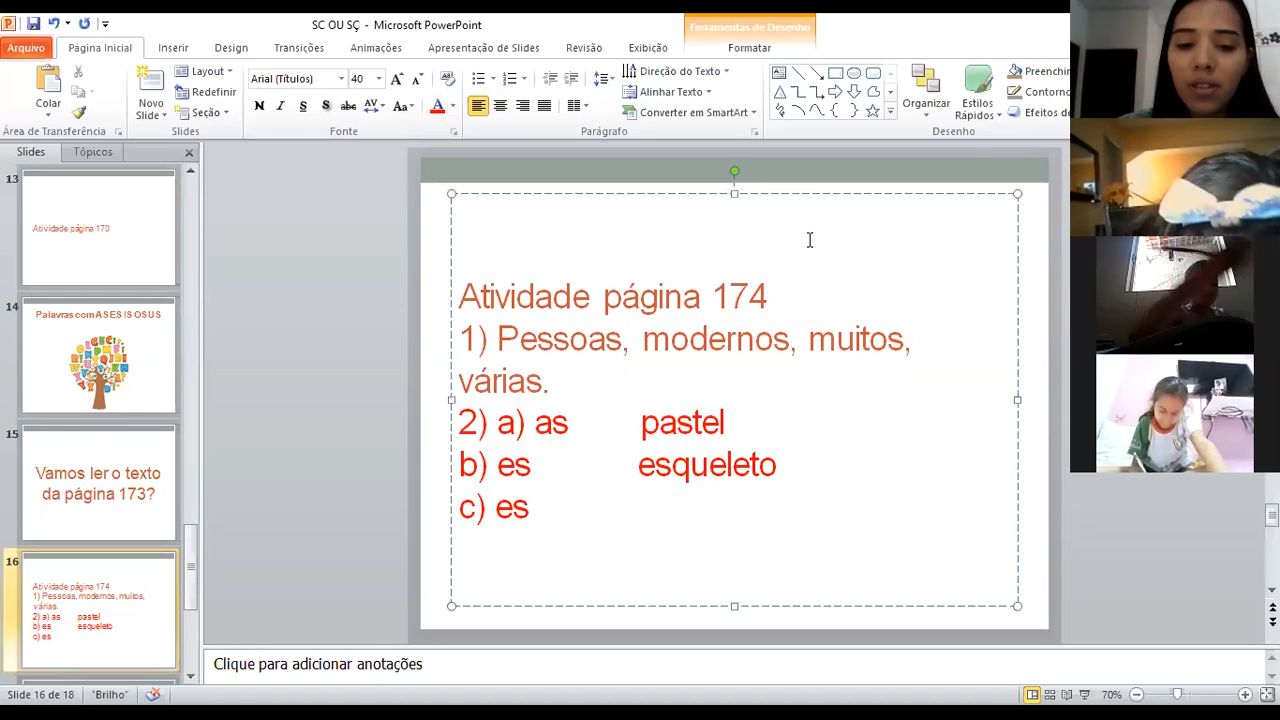 SC OU SÇ - Microsoft PowerPoint
Ferramentas de Desenho
Arquivo Página Inicial Inserir Design Transições Animações Apresentação de Slides Revisão Exibição Formatar
Colar
Área de Transferência
Novo Slide
Layout
Redefinir
Seção
Slides
Arial (Títulos) 40
N I S S abc AV Aa A
Fonte
Direção do Texto
Alinhar Texto
Converter em SmartArt
Parágrafo
Organizar
Estilos Rápidos
Preenchi
Contorno
Efeitos d
Desenho
Slides Tópicos
13
Atividade página 170
14
Palavras com AS ES IS OS US
15
Vamos ler o texto
da página 173?
16
Atividade página 174
1) Pessoas, modernos, muitos,
várias.
2) a) as pastel
b) es esqueleto
c) es
Atividade página 174
1) Pessoas, modernos, muitos,
várias.
2) a) as pastel
b) es esqueleto
c) es
Clique para adicionar anotações
Slide 16 de 18 "Brilho" 70%